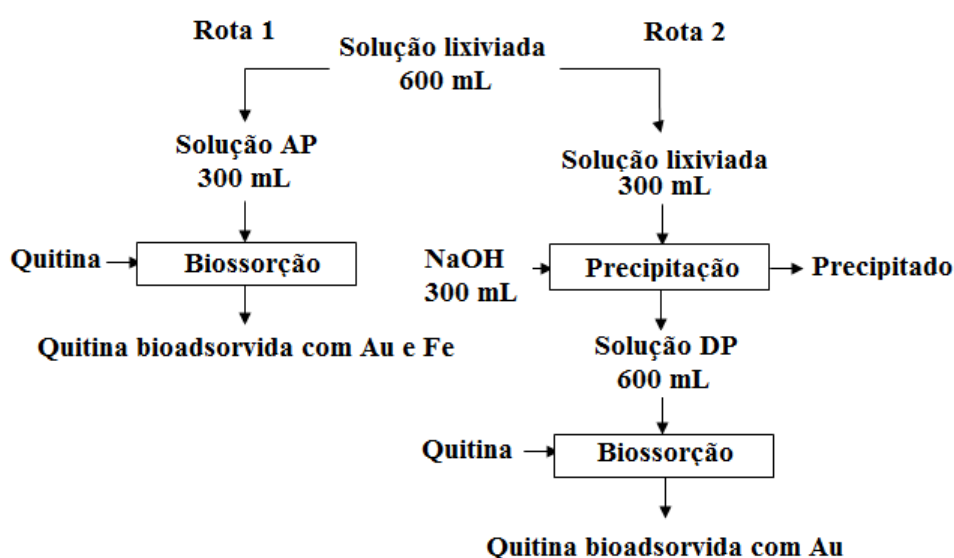 Rota 1
Solução lixiviada
600 mL
Rota 2
Solução AP
300 mL
Solução lixiviada
300 mL
Quitina
Biossorção
NaOH
300 mL
Precipitação
Precipitado
Quitina bioadsorvida com Au e Fe
Solução DP
600 mL
Quitina
Biossorção
Quitina bioadsorvida com Au